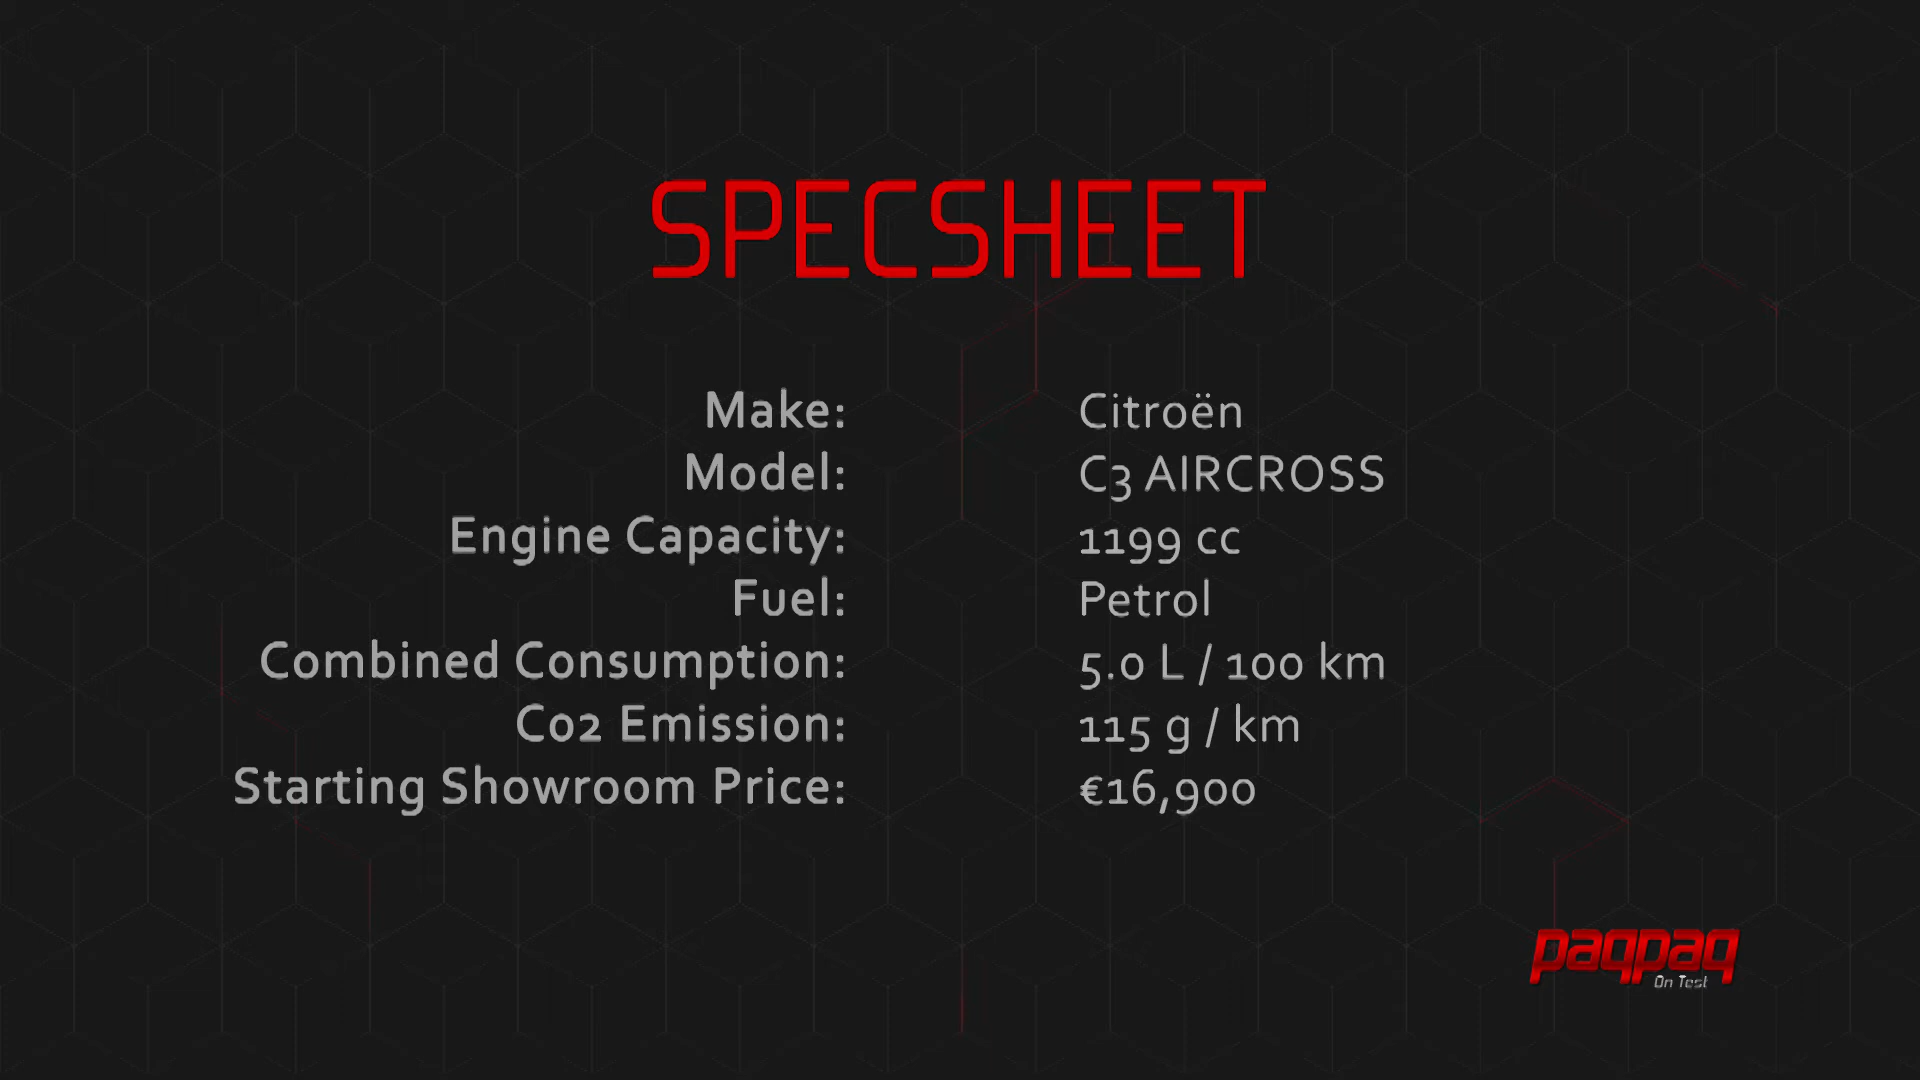 SPECSHEET
Make: Citroën
Model: C3 AIRCROSS
Engine Capacity: 1199 cc
Fuel: Petrol
Combined Consumption: 5.0 L / 100 km
Co2 Emission: 115 g / km
Starting Showroom Price: €16,900
paqpaq
On Test